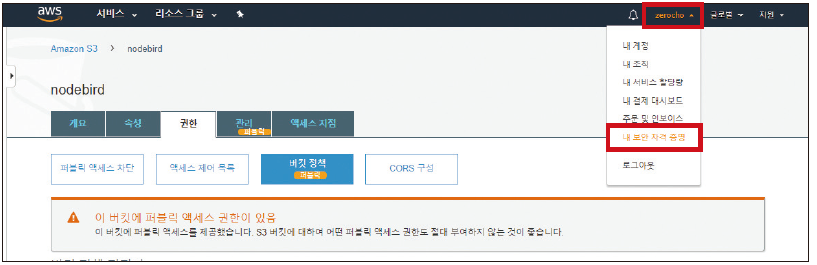 aws 서비스 리소스 그룹 zerocho 글로벌 지원
Amazon S3 > nodebird
내 계정
내 조직
내 서비스 할당량
내 결제 대시보드
주문 및 인보이스
내 보안 자격 증명
로그아웃
nodebird
개요 속성 권한 관리 액세스 지점
퍼블릭
퍼블릭 액세스 차단 액세스 제어 목록 버킷 정책 CORS 구성
퍼블릭
이 버킷에 퍼블릭 액세스 권한이 있음
이 버킷에 퍼블릭 액세스를 제공했습니다. S3 버킷에 대하여 어떤 퍼블릭 액세스 권한도 절대 부여하지 않는 것이 좋습니다.